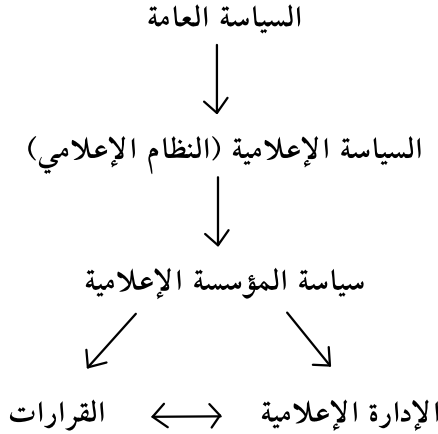 السياسة العامة
السياسة الإعلامية (النظام الإعلامي)
سياسة المؤسسة الإعلامية
الإدارة الإعلامية القرارات